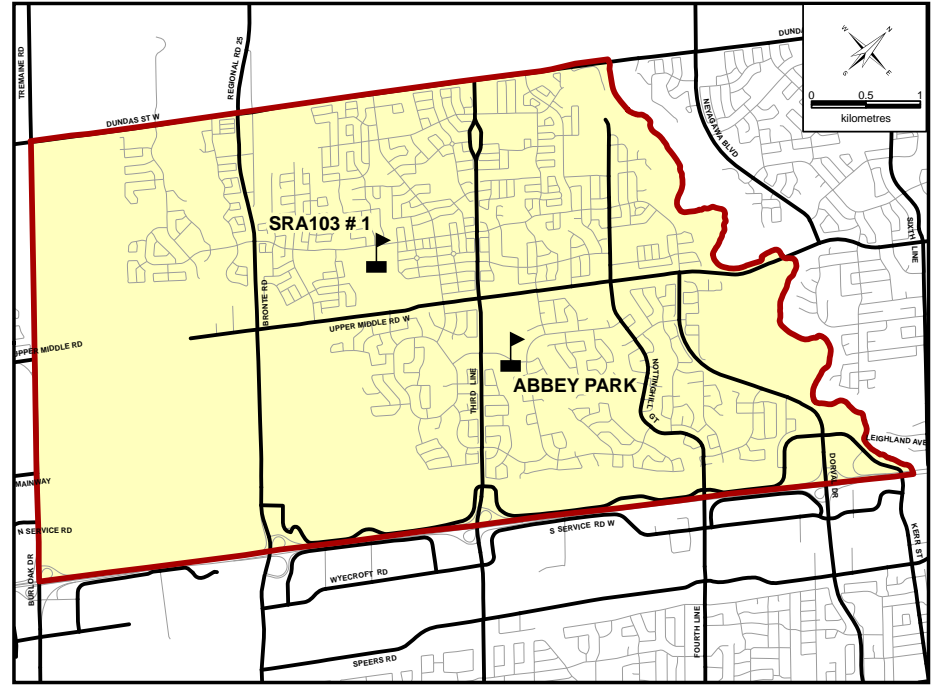 TREMAINE RD
REGIONAL RD 25
DUNDAS ST W
DUNDA
W
N
S
E
0
0.5
1
kilometres
NEYAGAWA BLVD
SIXTH LINE
SRA103 # 1
BRONTE RD
UPPER MIDDLE RD W
UPPER MIDDLE RD
THIRD LINE
ABBEY PARK
NOTTINGHILL GT
LEIGHLAND AVE
DORVAL DR
MAINWAY
N SERVICE RD
BURLOAK DR
S SERVICE RD W
KERR ST
WYECROFT RD
SPEERS RD
FOURTH LINE